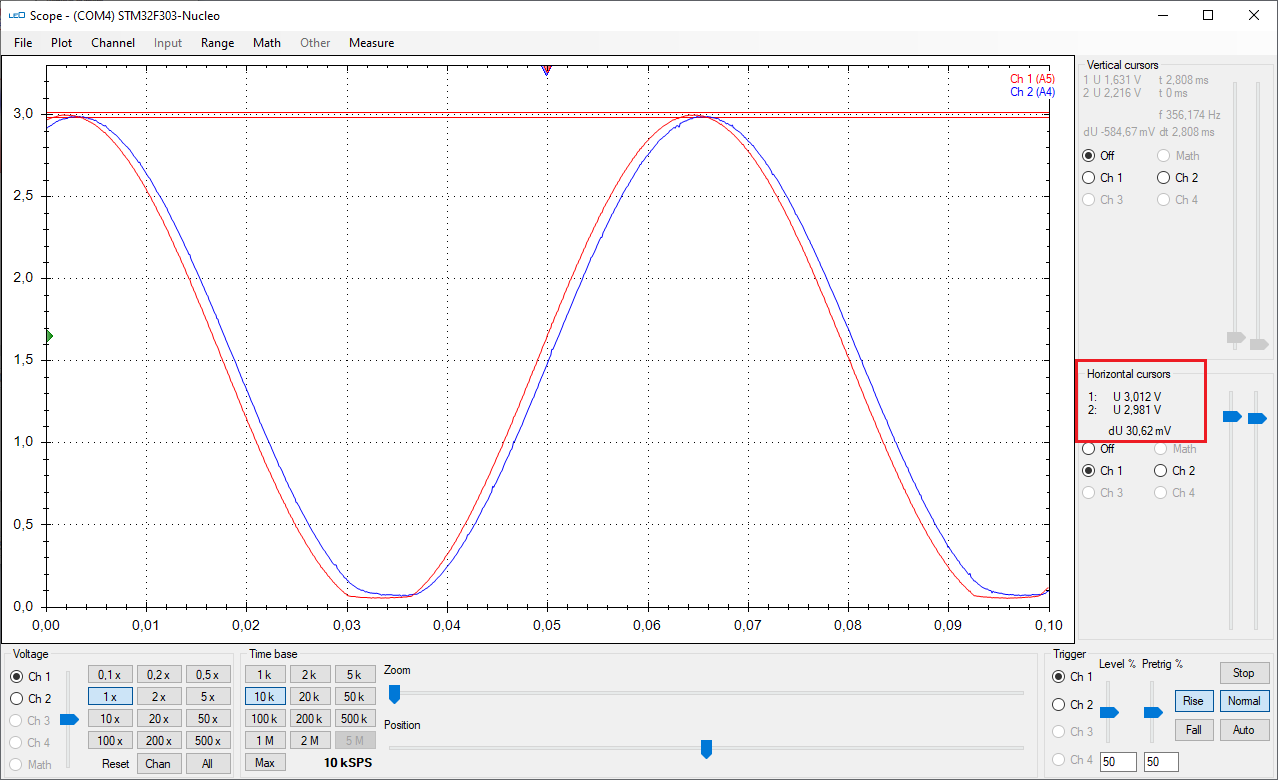 LEO Scope - (COM4) STM32F303-Nucleo
File Plot Channel Input Range Math Other Measure
Ch 1 (A5)
Ch 2 (A4)
3,0
2,5
2,0
1,5
1,0
0,5
0,0
0,00 0,01 0,02 0,03 0,04 0,05 0,06 0,07 0,08 0,09 0,10
Vertical cursors
1 U 1,631 V t 2,808 ms
2 U 2,216 V t 0 ms
f 356,174 Hz
dU -584,67 mV dt 2,808 ms
Off Math
Ch 1 Ch 2
Ch 3 Ch 4
Horizontal cursors
1: U 3,012 V
2: U 2,981 V
dU 30,62 mV
Off Math
Ch 1 Ch 2
Ch 3 Ch 4
Voltage
Ch 1
Ch 2
Ch 3
Ch 4
Math
0,1 x 0,2 x 0,5 x
1 x 2 x 5 x
10 x 20 x 50 x
100 x 200 x 500 x
Reset Chan All
Time base
1 k 2 k 5 k
10 k 20 k 50 k
100 k 200 k 500 k
1 M 2 M 5 M
Max 10 kSPS
Zoom
Position
Trigger
Ch 1
Ch 2
Ch 3
Ch 4
Level % Pretrig %
50 50
Stop
Rise Normal
Fall Auto